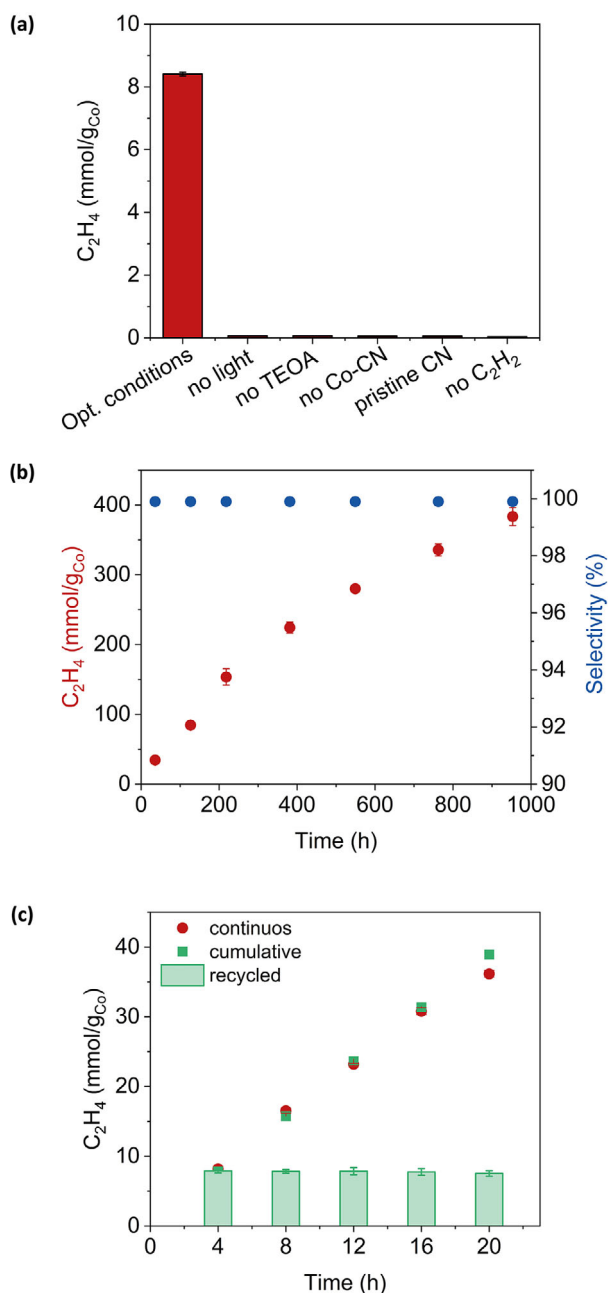 (a)
C₂H₄ (mmol/gCo)
10
8
6
4
2
0
Opt. conditions
no light
no TEOA
no Co-CN
pristine CN
no C₂H₂
(b)
C₂H₄ (mmol/gCo)
400
300
200
100
0
Selectivity (%)
100
98
96
94
92
90
0 200 400 600 800 1000
Time (h)
(c)
continuos
cumulative
recycled
C₂H₄ (mmol/gCo)
40
30
20
10
0
0 4 8 12 16 20
Time (h)